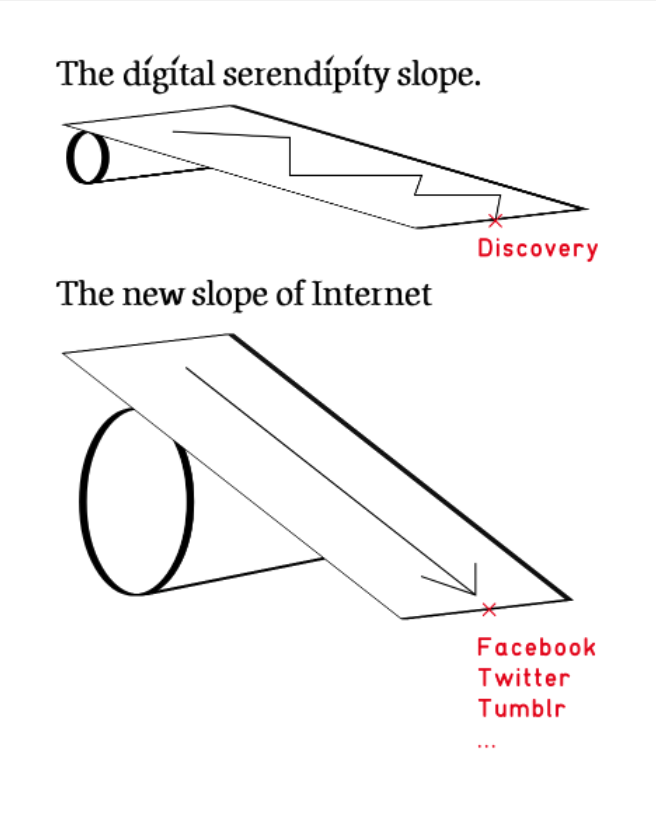 The digital serendipity slope.
Discovery
The new slope of Internet
Facebook
Twitter
Tumblr
...